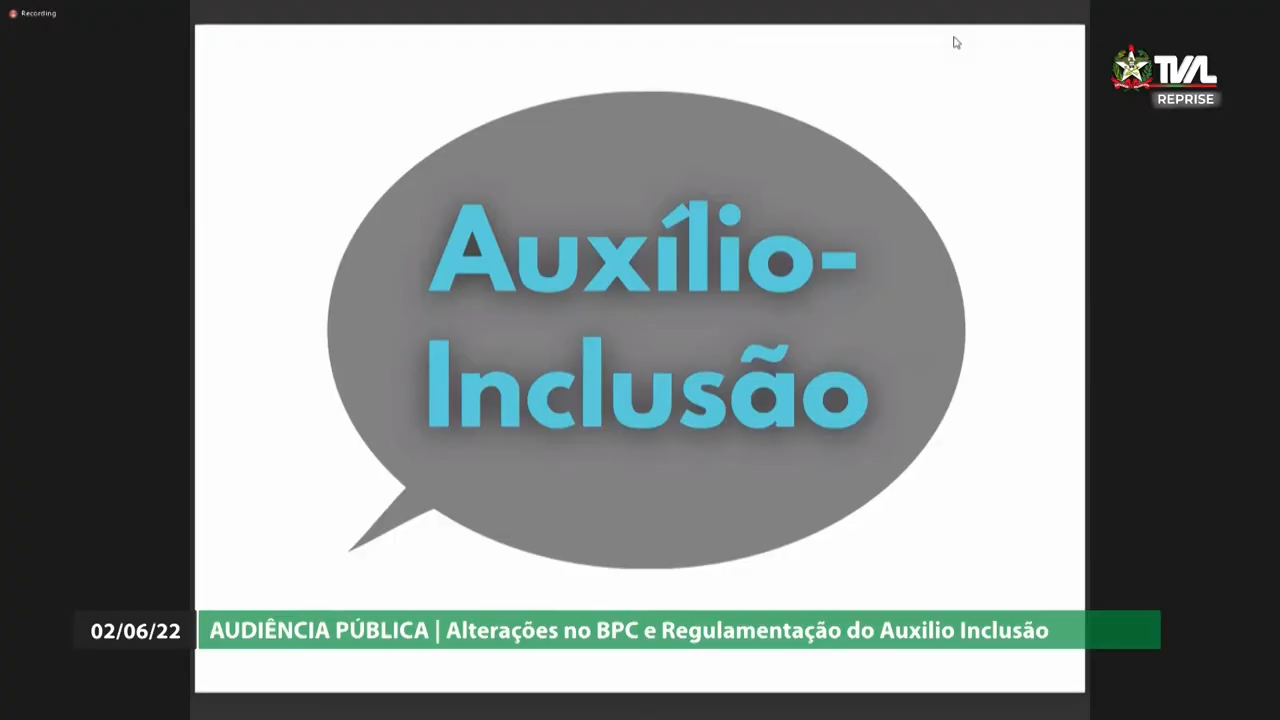 Recording
TVAL
REPRISE
Auxílio-
Inclusão
02/06/22
AUDIÊNCIA PÚBLICA | Alterações no BPC e Regulamentação do Auxilio Inclusão